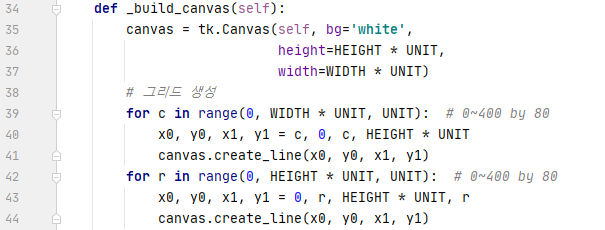 34 def _build_canvas(self):
35 canvas = tk.Canvas(self, bg='white',
36 height=HEIGHT * UNIT,
37 width=WIDTH * UNIT)
38 # 그리드 생성
39 for c in range(0, WIDTH * UNIT, UNIT):  # 0~400 by 80
40 x0, y0, x1, y1 = c, 0, c, HEIGHT * UNIT
41 canvas.create_line(x0, y0, x1, y1)
42 for r in range(0, HEIGHT * UNIT, UNIT):  # 0~400 by 80
43 x0, y0, x1, y1 = 0, r, HEIGHT * UNIT, r
44 canvas.create_line(x0, y0, x1, y1)